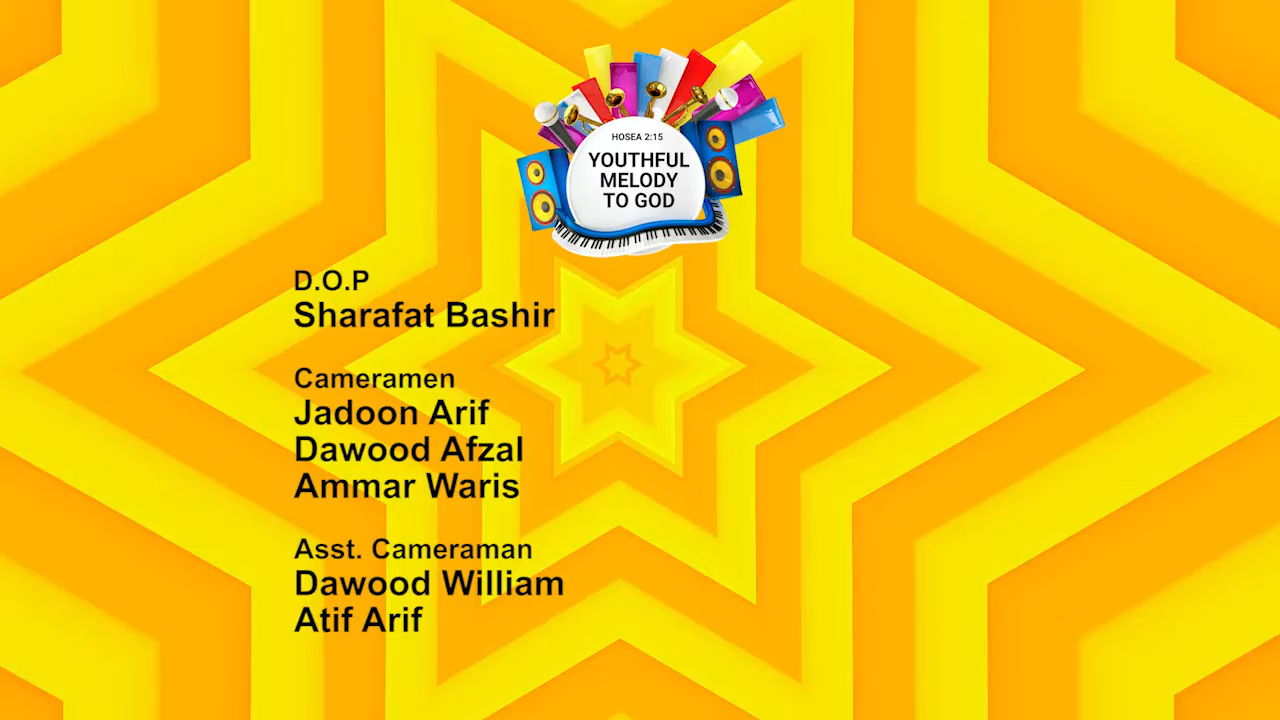 HOSEA 2:15
YOUTHFUL
MELODY
TO GOD
D.O.P
Sharafat Bashir
Cameramen
Jadoon Arif
Dawood Afzal
Ammar Waris
Asst. Cameraman
Dawood William
Atif Arif